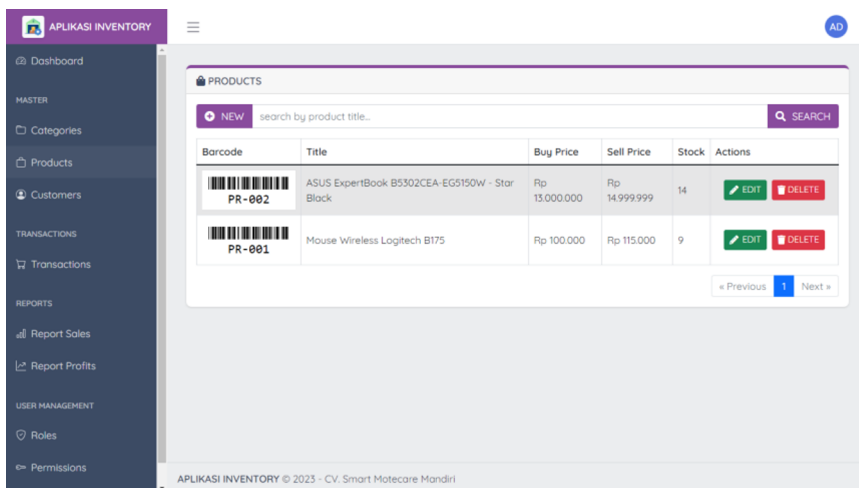 APLIKASI INVENTORY
AD
Dashboard
MASTER
Categories
Products
Customers
TRANSACTIONS
Transactions
REPORTS
Report Sales
Report Profits
USER MANAGEMENT
Roles
Permissions
PRODUCTS
NEW
search by product title...
SEARCH
Barcode Title Buy Price Sell Price Stock Actions
PR-002
ASUS ExpertBook B5302CEA-EG5150W - Star
Black
Rp
13.000.000
Rp
14.999.999
14
EDIT DELETE
PR-001
Mouse Wireless Logitech B175
Rp 100.000
Rp 115.000
9
EDIT DELETE
« Previous 1 Next »
APLIKASI INVENTORY © 2023 - CV. Smart Motecare Mandiri